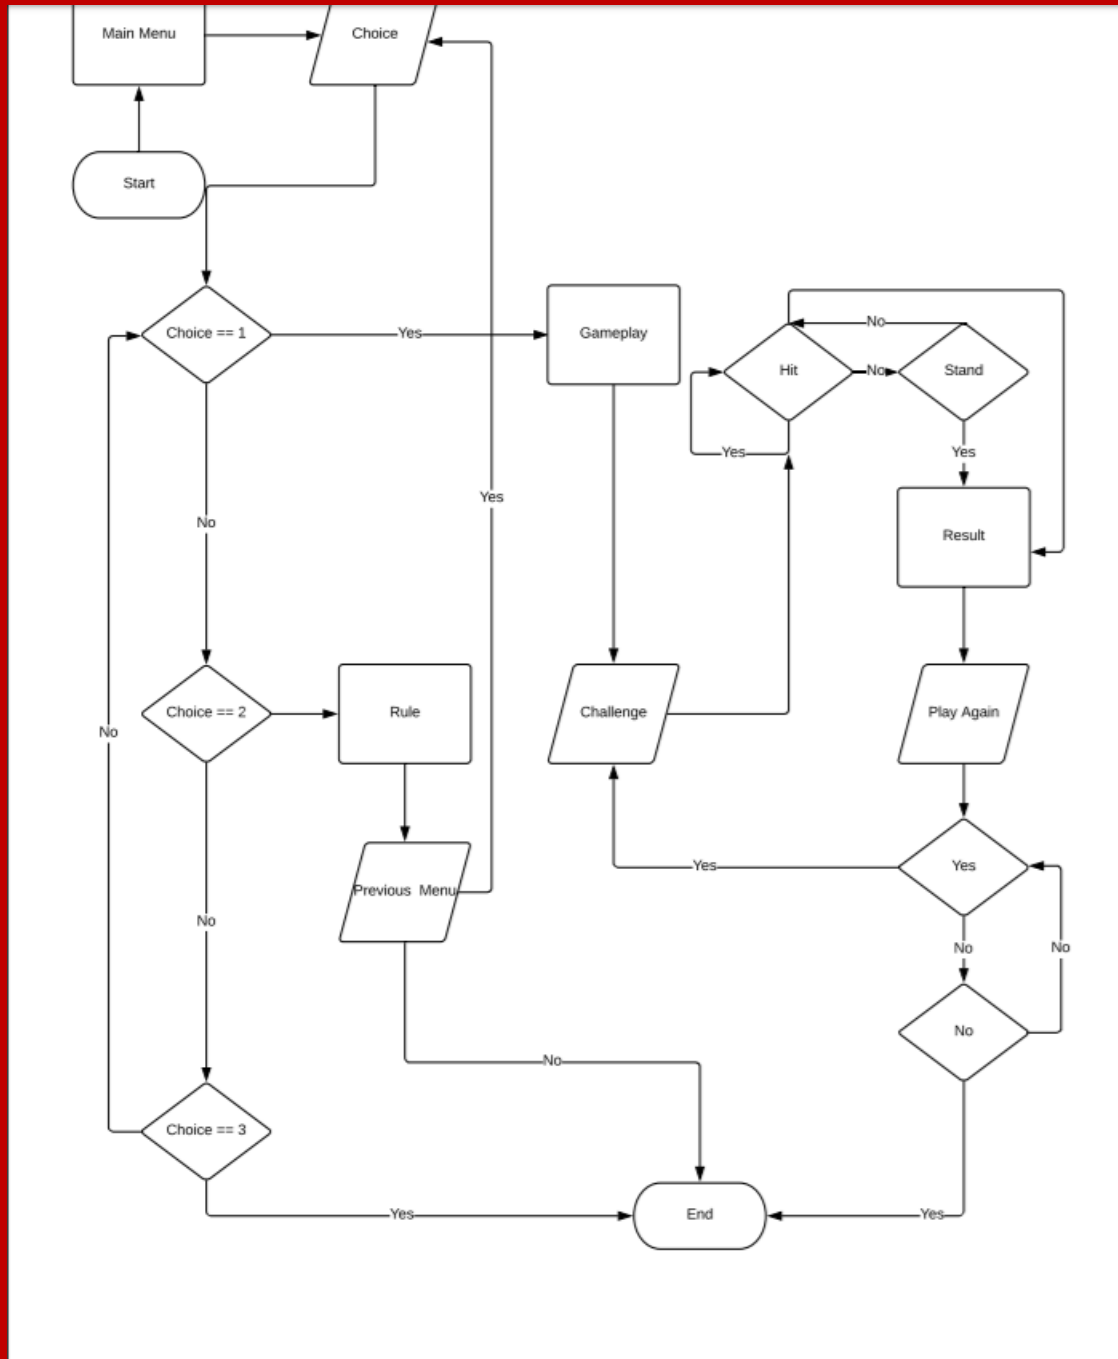 Main Menu
Choice
Start
Choice == 1
Yes
Gameplay
No
Hit
No
Stand
Yes
Yes
Yes
No
Result
Choice == 2
Rule
Challenge
Play Again
No
Previous Menu
Yes
Yes
No
No
No
No
No
Choice == 3
Yes
End
Yes